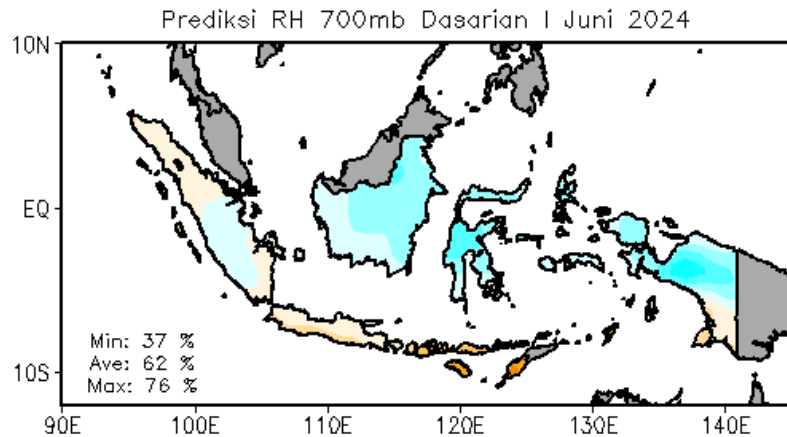 Prediksi RH 700mb Dasarian I Juni 2024
10N
EQ
10S
Min: 37 %
Ave: 62 %
Max: 76 %
90E 100E 110E 120E 130E 140E